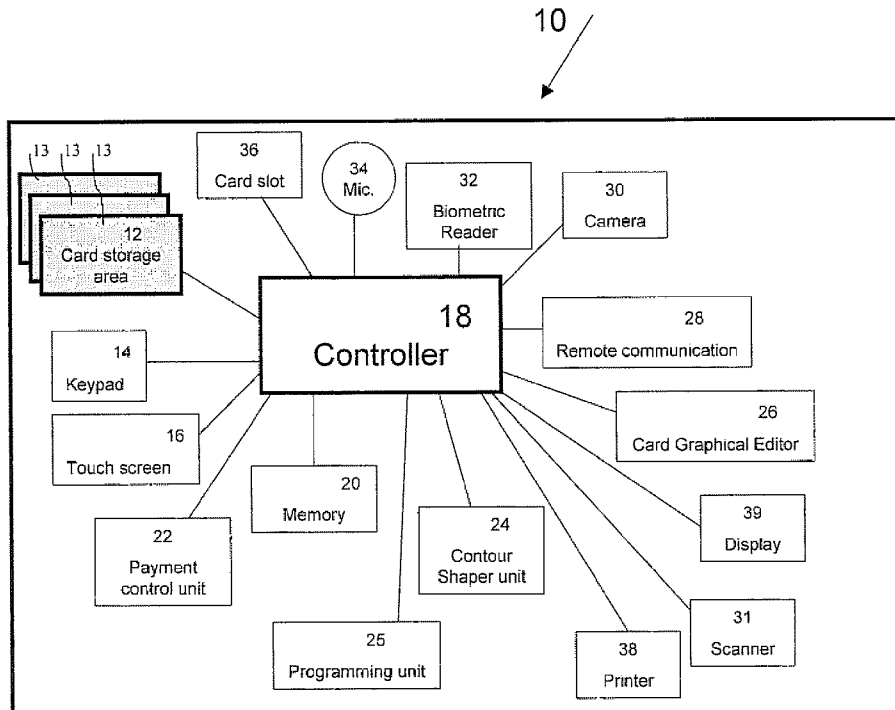 10
13 13 13
12
Card storage
area
36
Card slot
34
Mic.
32
Biometric
Reader
30
Camera
18
Controller
28
Remote communication
14
Keypad
16
Touch screen
26
Card Graphical Editor
20
Memory
22
Payment
control unit
24
Contour
Shaper unit
39
Display
25
Programming unit
38
Printer
31
Scanner